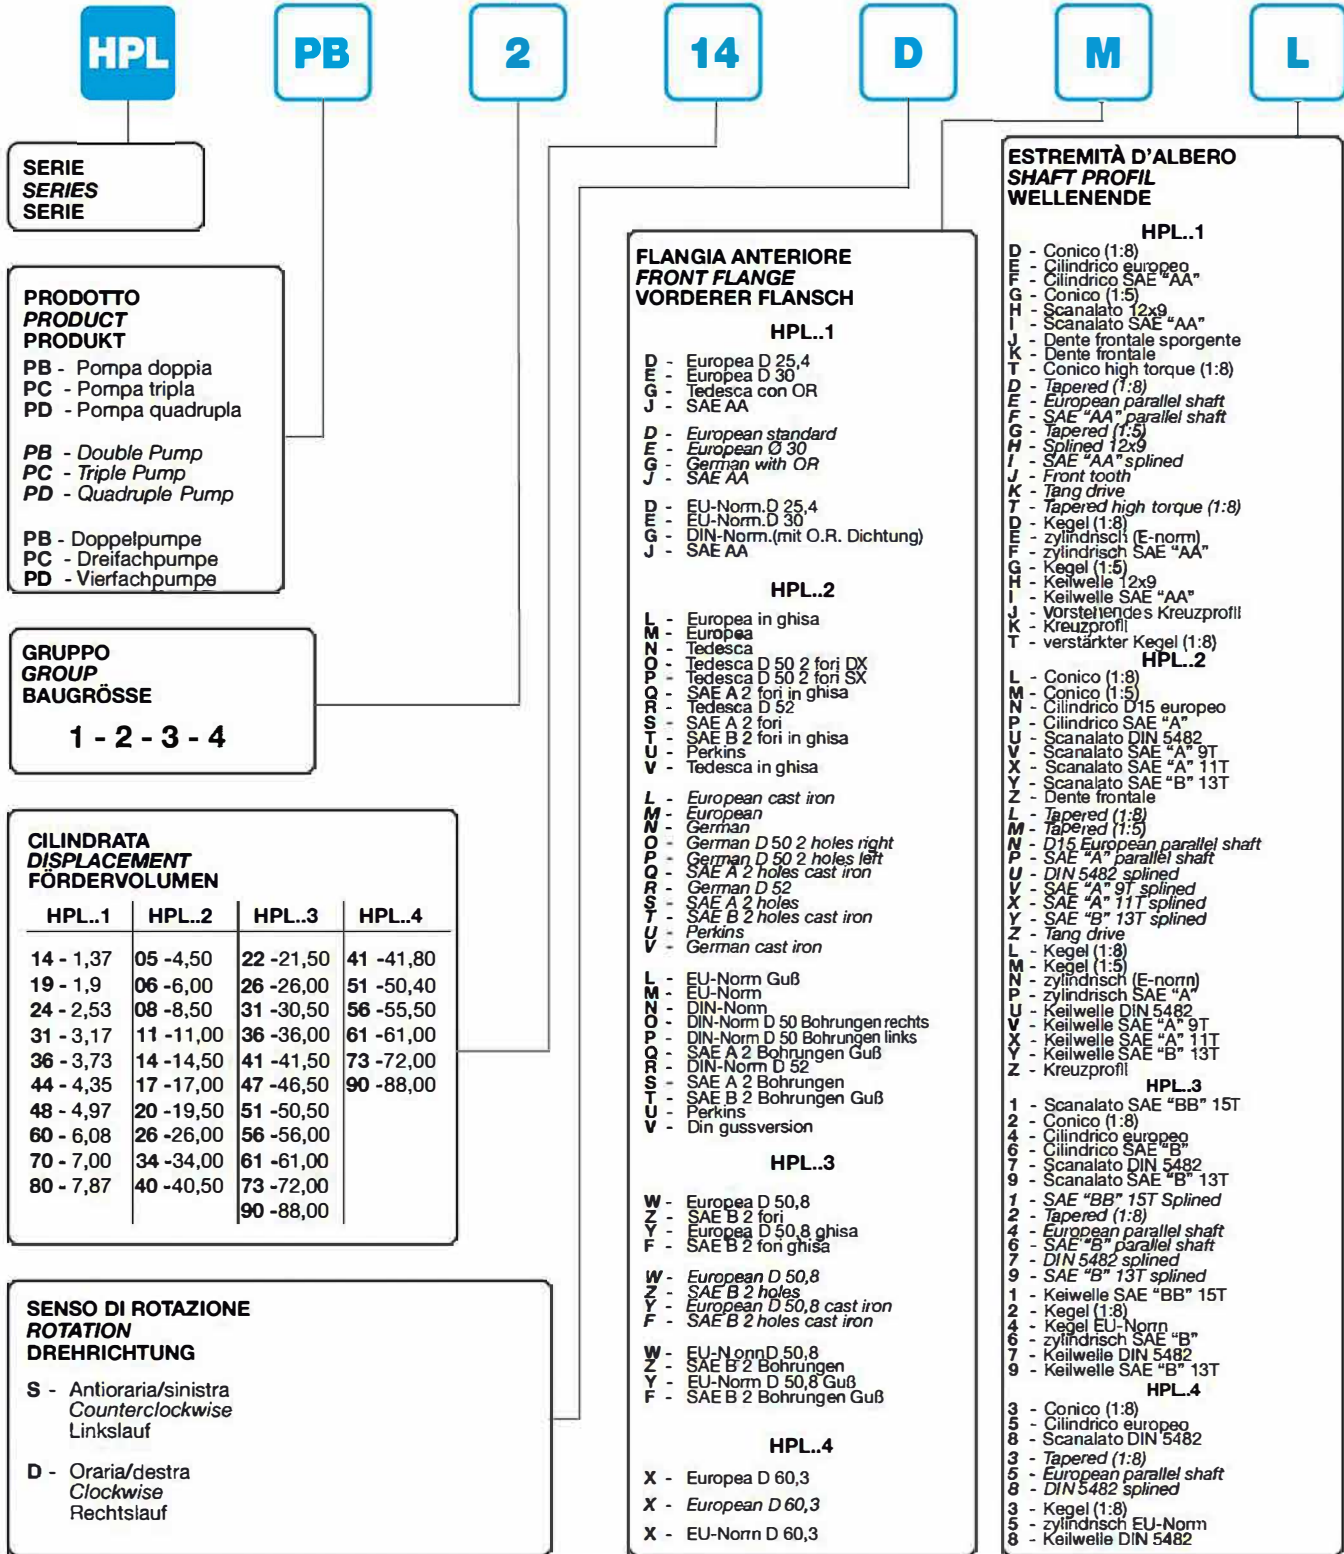 HPL PB 2 14 D M L
SERIE
SERIES
SERIE
PRODOTTO
PRODUCT
PRODUKT
PB - Pompa doppia
PC - Pompa tripla
PD - Pompa quadrupla
PB - Double Pump
PC - Triple Pump
PD - Quadruple Pump
PB - Doppelpumpe
PC - Dreifachpumpe
PD - Vierfachpumpe
GRUPPO
GROUP
BAUGRÖSSE
1 - 2 - 3 - 4
CILINDRATA
DISPLACEMENT
FÖRDERVOLUMEN
HPL..1 HPL..2 HPL..3 HPL..4
14 - 1,37 05 -4,50 22 -21,50 41 -41,80
19 - 1,9 06 -6,00 26 -26,00 51 -50,40
24 - 2,53 08 -8,50 31 -30,50 56 -55,50
31 - 3,17 11 -11,00 36 -36,00 61 -61,00
36 - 3,73 14 -14,50 41 -41,50 73 -72,00
44 - 4,35 17 -17,00 47 -46,50 90 -88,00
48 - 4,97 20 -19,50 51 -50,50
60 - 6,08 26 -26,00 56 -56,00
70 - 7,00 34 -34,00 61 -61,00
80 - 7,87 40 -40,50 73 -72,00
90 -88,00
SENSO DI ROTAZIONE
ROTATION
DREHRICHTUNG
S - Antioraria/sinistra
Counterclockwise
Linkslauf
D - Oraria/destra
Clockwise
Rechtslauf
FLANGIA ANTERIORE
FRONT FLANGE
VORDERER FLANSCH
HPL..1
D - Europea D 25,4
E - Europea D 30
G - Tedesca con OR
J - SAE AA
D - European standard
E - European Ø 30
G - German with OR
J - SAE AA
D - EU-Norm.D 25,4
E - EU-Norm.D 30
G - DIN-Norm.(mit O.R. Dichtung)
J - SAE AA
HPL..2
L - Europea in ghisa
M - Europea
N - Tedesca
O - Tedesca D 50 2 fori DX
P - Tedesca D 50 2 fori SX
Q - SAE A 2 fori in ghisa
R - Tedesca D 52
S - SAE A 2 fori
T - SAE B 2 fori in ghisa
U - Perkins
V - Tedesca in ghisa
L - European cast iron
M - European
N - German
O - German D 50 2 holes right
P - German D 50 2 holes left
Q - SAE A 2 holes cast iron
R - German D 52
S - SAE A 2 holes
T - SAE B 2 holes cast iron
U - Perkins
V - German cast iron
L - EU-Norm Guß
M - EU-Norm
N - DIN-Norm
O - DIN-Norm D 50 Bohrungen rechts
P - DIN-Norm D 50 Bohrungen links
Q - SAE A 2 Bohrungen Guß
R - DIN-Norm D 52
S - SAE A 2 Bohrungen
T - SAE B 2 Bohrungen Guß
U - Perkins
V - Din gussversion
HPL..3
W - Europea D 50,8
Z - SAE B 2 fori
Y - Europea D 50,8 ghisa
F - SAE B 2 fori ghisa
W - European D 50,8
Z - SAE B 2 holes
Y - European D 50,8 cast iron
F - SAE B 2 holes cast iron
W - EU-NormD 50,8
Z - SAE B 2 Bohrungen
Y - EU-Norm D 50,8 Guß
F - SAE B 2 Bohrungen Guß
HPL..4
X - Europea D 60,3
X - European D 60,3
X - EU-Norm D 60,3
ESTREMITÀ D'ALBERO
SHAFT PROFIL
WELLENENDE
HPL..1
D - Conico (1:8)
E - Cilindrico europeo
F - Cilindrico SAE "AA"
G - Conico (1:5)
H - Scanalato 12x9
I - Scanalato SAE "AA"
J - Dente frontale sporgente
K - Dente frontale
T - Conico high torque (1:8)
D - Tapered (1:8)
E - European parallel shaft
F - SAE "AA" parallel shaft
G - Tapered (1:5)
H - Splined 12x9
I - SAE "AA" splined
J - Front tooth
K - Tang drive
T - Tapered high torque (1:8)
D - Kegel (1:8)
E - zylindrisch (E-norm)
F - zylindrisch SAE "AA"
G - Kegel (1:5)
H - Keilwelle 12x9
I - Keilwelle SAE "AA"
J - Vorstehendes Kreuzprofil
K - Kreuzprofil
T - verstärkter Kegel (1:8)
HPL..2
L - Conico (1:8)
M - Conico (1:5)
N - Cilindrico D15 europeo
P - Cilindrico SAE "A"
U - Scanalato DIN 5482
V - Scanalato SAE "A" 9T
X - Scanalato SAE "A" 11T
Y - Scanalato SAE "B" 13T
Z - Dente frontale
L - Tapered (1:8)
M - Tapered (1:5)
N - D15 European parallel shaft
P - SAE "A" parallel shaft
U - DIN 5482 splined
V - SAE "A" 9T splined
X - SAE "A" 11T splined
Y - SAE "B" 13T splined
Z - Tang drive
L - Kegel (1:8)
M - Kegel (1:5)
N - zylindrisch (E-norm)
P - zylindrisch SAE "A"
U - Keilwelle DIN 5482
V - Keilwelle SAE "A" 9T
X - Keilwelle SAE "A" 11T
Y - Keilwelle SAE "B" 13T
Z - Kreuzprofil
HPL..3
1 - Scanalato SAE "BB" 15T
2 - Conico (1:8)
4 - Cilindrico europeo
6 - Cilindrico SAE "B"
7 - Scanalato DIN 5482
9 - Scanalato SAE "B" 13T
1 - SAE "BB" 15T Splined
2 - Tapered (1:8)
4 - European parallel shaft
6 - SAE "B" parallel shaft
7 - DIN 5482 splined
9 - SAE "B" 13T splined
1 - Keiwelle SAE "BB" 15T
2 - Kegel (1:8)
4 - Kegel EU-Norm
6 - zylindrisch SAE "B"
7 - Keilwelle DIN 5482
9 - Keilwelle SAE "B" 13T
HPL..4
3 - Conico (1:8)
5 - Cilindrico europeo
8 - Scanalato DIN 5482
3 - Tapered (1:8)
5 - European parallel shaft
8 - DIN 5482 splined
3 - Kegel (1:8)
5 - zylindrisch EU-Norm
8 - Keilwelle DIN 5482